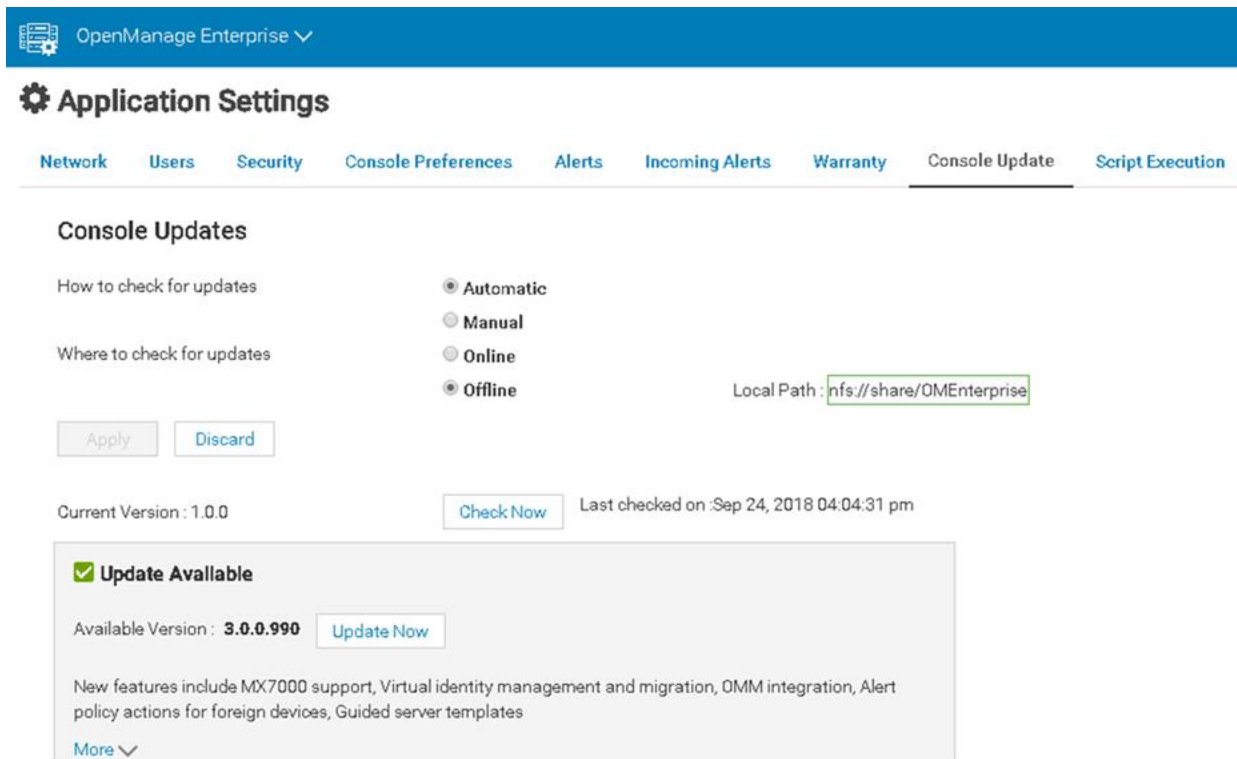 OpenManage Enterprise
Application Settings
Network Users Security Console Preferences Alerts Incoming Alerts Warranty Console Update Script Execution
Console Updates
How to check for updates Automatic
Manual
Where to check for updates Online
Offline Local Path : nfs://share/OMEnterprise
Apply Discard
Current Version : 1.0.0 Check Now Last checked on :Sep 24, 2018 04:04:31 pm
Update Available
Available Version : 3.0.0.990 Update Now
New features include MX7000 support, Virtual identity management and migration, OMM integration, Alert
policy actions for foreign devices, Guided server templates
More